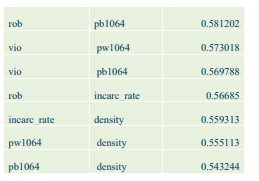 rob pb1064 0.581202
vio pw1064 0.573018
vio pb1064 0.569788
rob incarc_rate 0.56685
incarc_rate density 0.559313
pw1064 density 0.555113
pb1064 density 0.543244